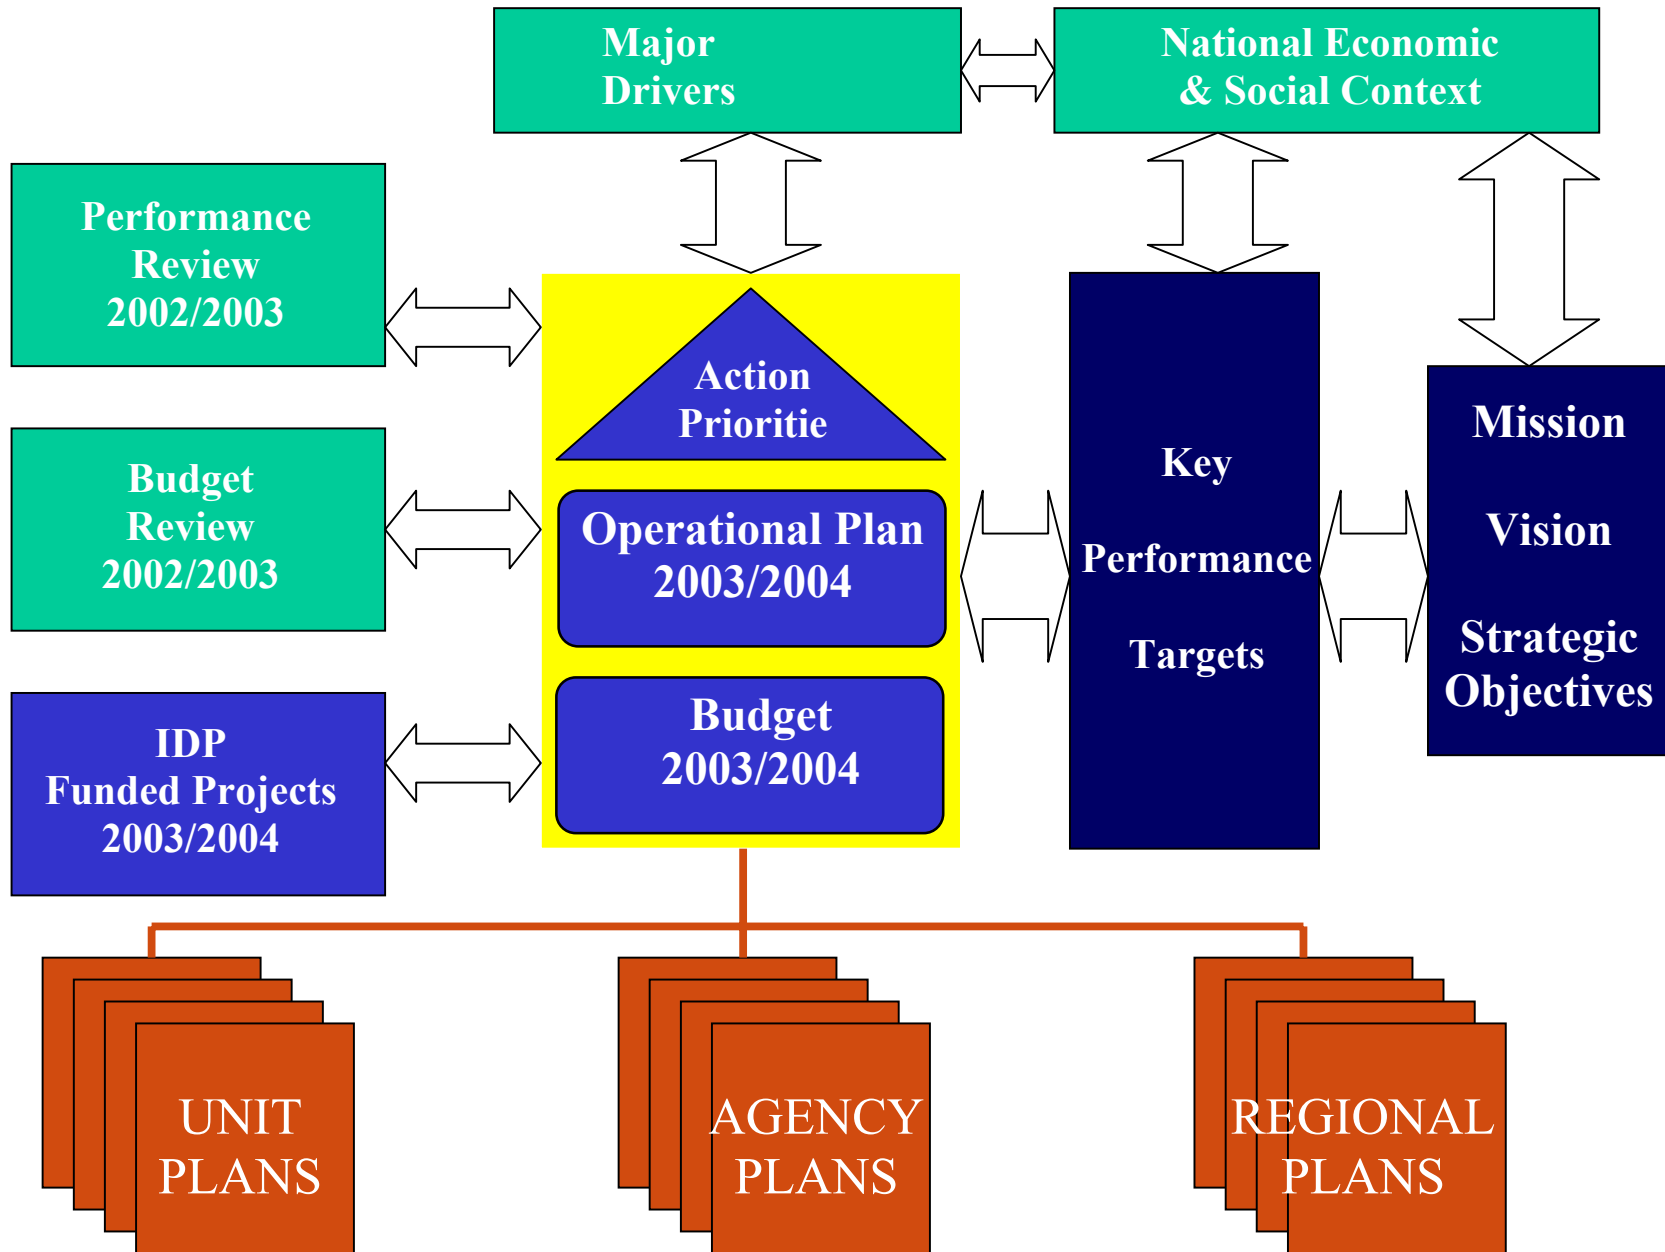 Major
Drivers
National Economic
& Social Context
Performance
Review
2002/2003
Action
Prioritie
Budget
Review
2002/2003
Operational Plan
2003/2004
Key
Performance
Targets
Mission
Vision
Strategic
Objectives
IDP
Funded Projects
2003/2004
Budget
2003/2004
UNIT
PLANS
AGENCY
PLANS
REGIONAL
PLANS